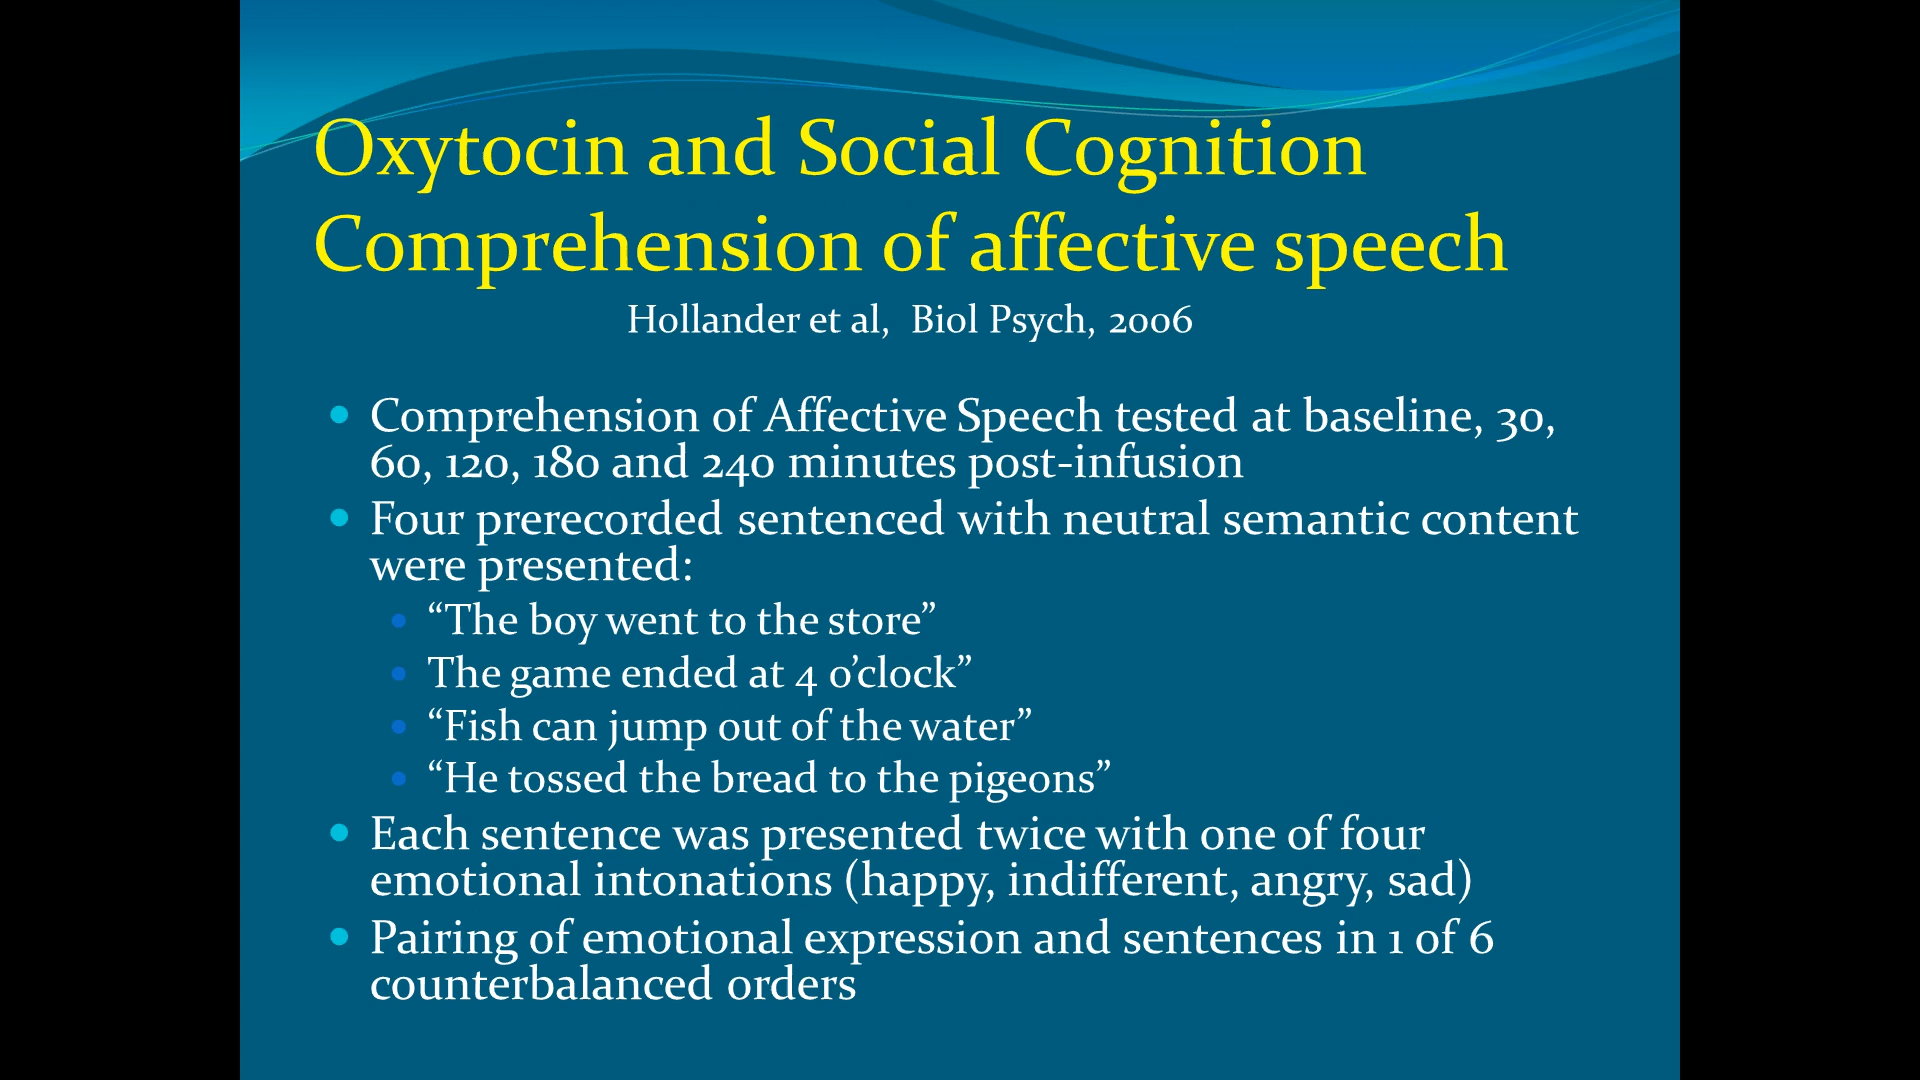 Oxytocin and Social Cognition
Comprehension of affective speech
Hollander et al, Biol Psych, 2006
Comprehension of Affective Speech tested at baseline, 30,
60, 120, 180 and 240 minutes post-infusion
Four prerecorded sentenced with neutral semantic content
were presented:
“The boy went to the store”
The game ended at 4 o’clock”
“Fish can jump out of the water”
“He tossed the bread to the pigeons”
Each sentence was presented twice with one of four
emotional intonations (happy, indifferent, angry, sad)
Pairing of emotional expression and sentences in 1 of 6
counterbalanced orders